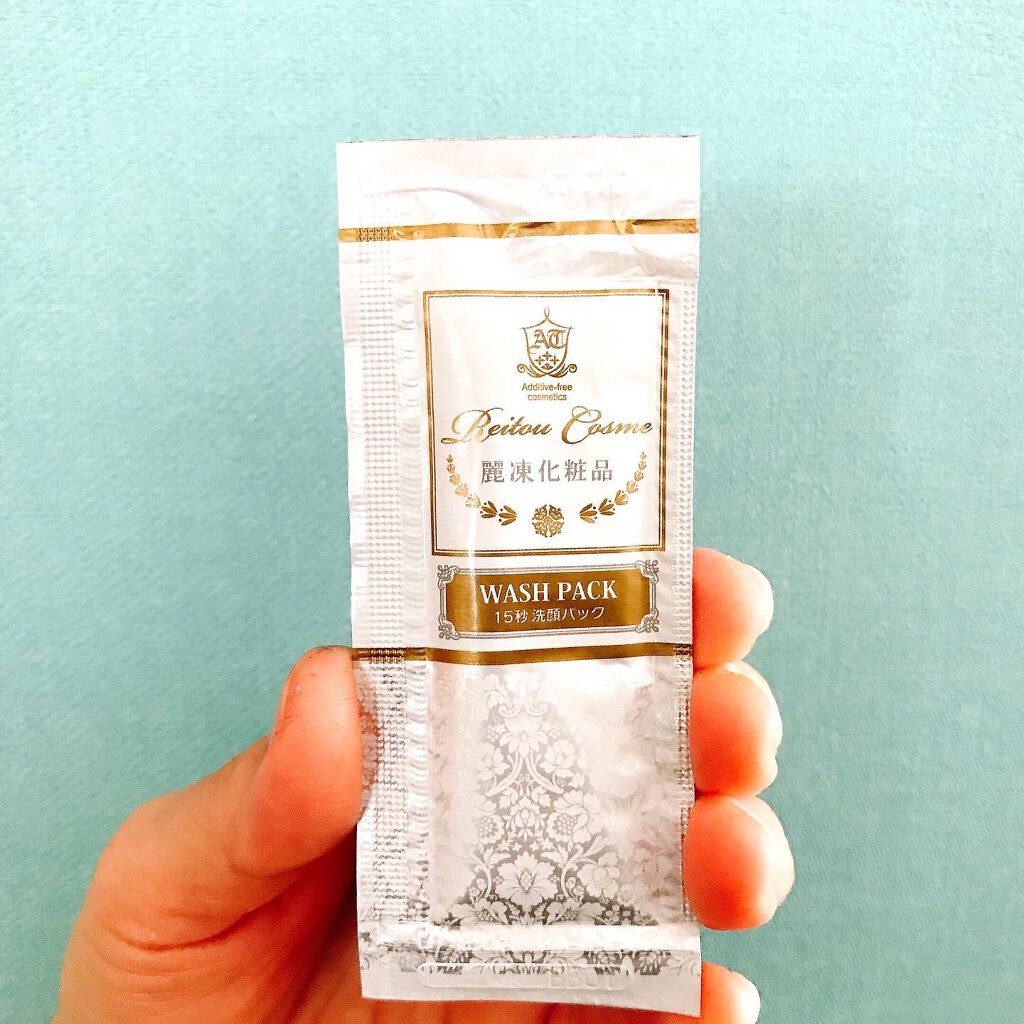 AT
Additive-free
cosmetics
Reitou Cosme
麗凍化粧品
WASH PACK
15秒 洗顔パック